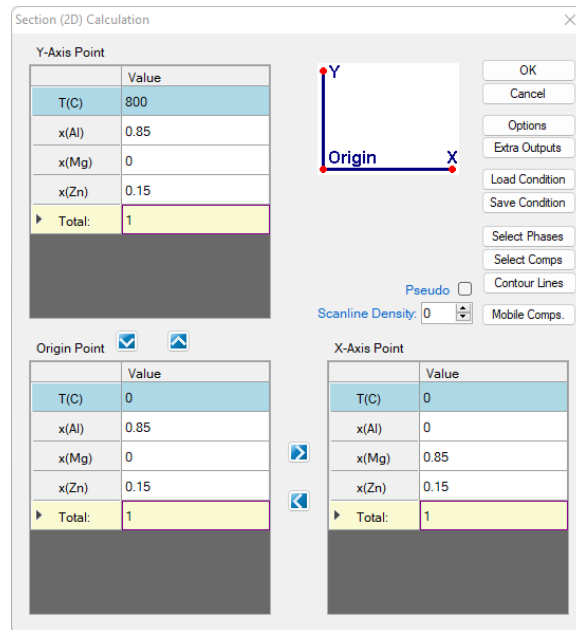 Section (2D) Calculation
Y-Axis Point
Value
T(C) 800
x(Al) 0.85
x(Mg) 0
x(Zn) 0.15
Total: 1
Y
Origin X
OK
Cancel
Options
Extra Outputs
Load Condition
Save Condition
Select Phases
Select Comps
Contour Lines
Mobile Comps.
Pseudo
Scanline Density: 0
Origin Point
Value
T(C) 0
x(Al) 0.85
x(Mg) 0
x(Zn) 0.15
Total: 1
X-Axis Point
Value
T(C) 0
x(Al) 0
x(Mg) 0.85
x(Zn) 0.15
Total: 1